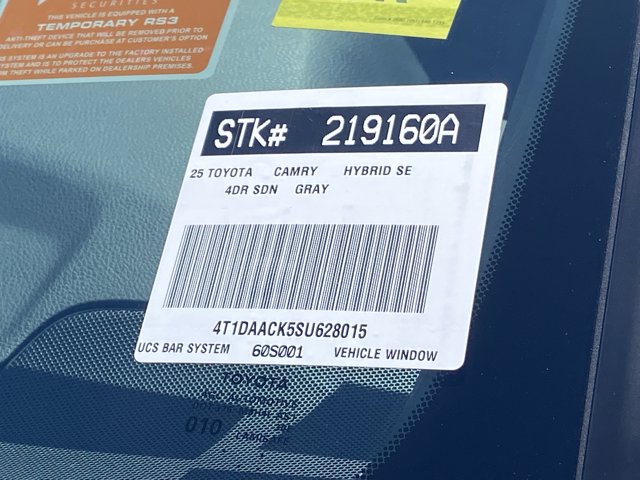 SECURITIES
THIS VEHICLE IS EQUIPPED WITH A
TEMPORARY RS3
ANTI-THEFT DEVICE THAT WILL BE REMOVED PRIOR TO
DELIVERY OR CAN BE PURCHASE AT CUSTOMER'S OPTION
SYSTEM IS AN UPGRADE TO THE FACTORY INSTALLED
SYSTEM AND IS TO PROTECT THE DEALERS VEHICLES
FROM THEFT WHILE PARKED ON DEALERSHIP PREMISES.
STK# 219160A
25 TOYOTA CAMRY HYBRID SE
4DR SDN GRAY
4T1DAACK5SU628015
UCS BAR SYSTEM 60S001 VEHICLE WINDOW
TOYOTA
010 LAMISAFE